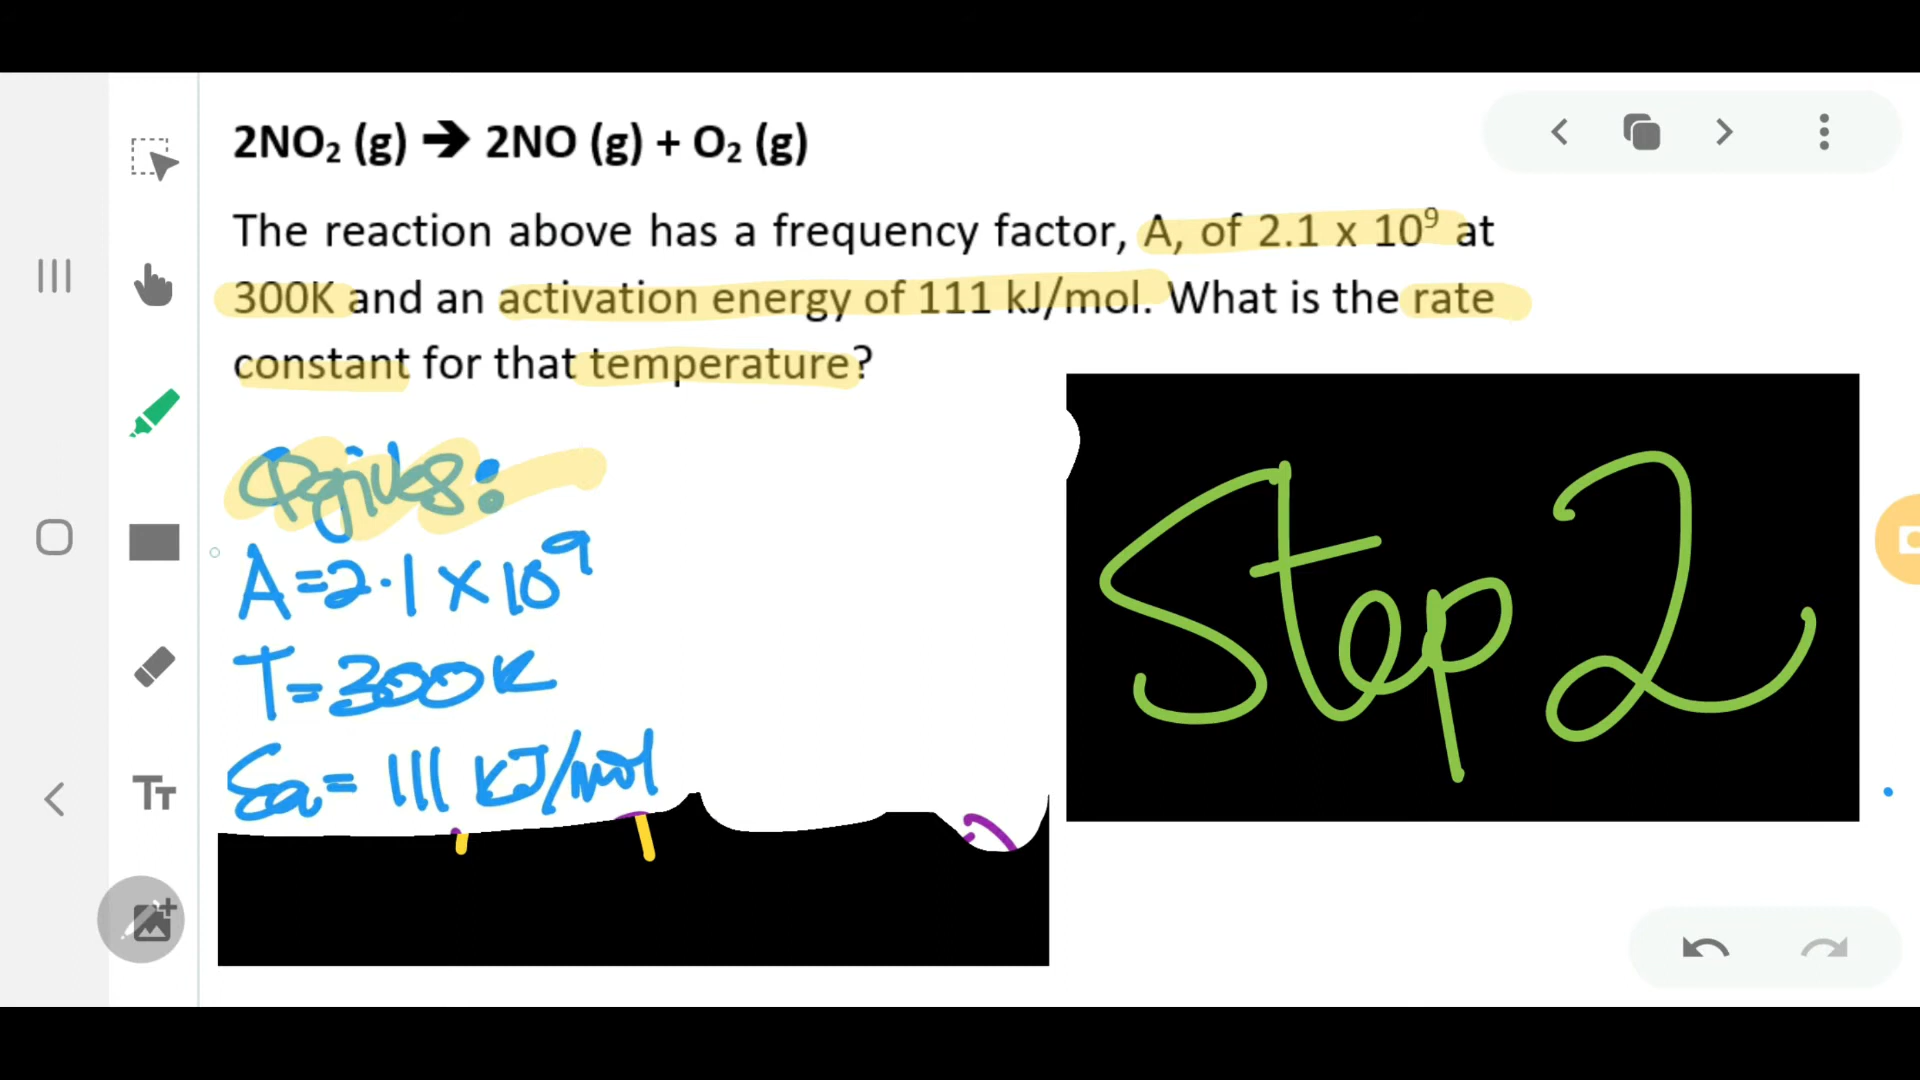 2NO₂ (g) ➔ 2NO (g) + O₂ (g)
The reaction above has a frequency factor, A, of 2.1 x 10⁹ at
300K and an activation energy of 111 kJ/mol. What is the rate
constant for that temperature?
A=2.1 x 10⁹
T=300K
Ea= 111 kJ/mol
Step 2
TT